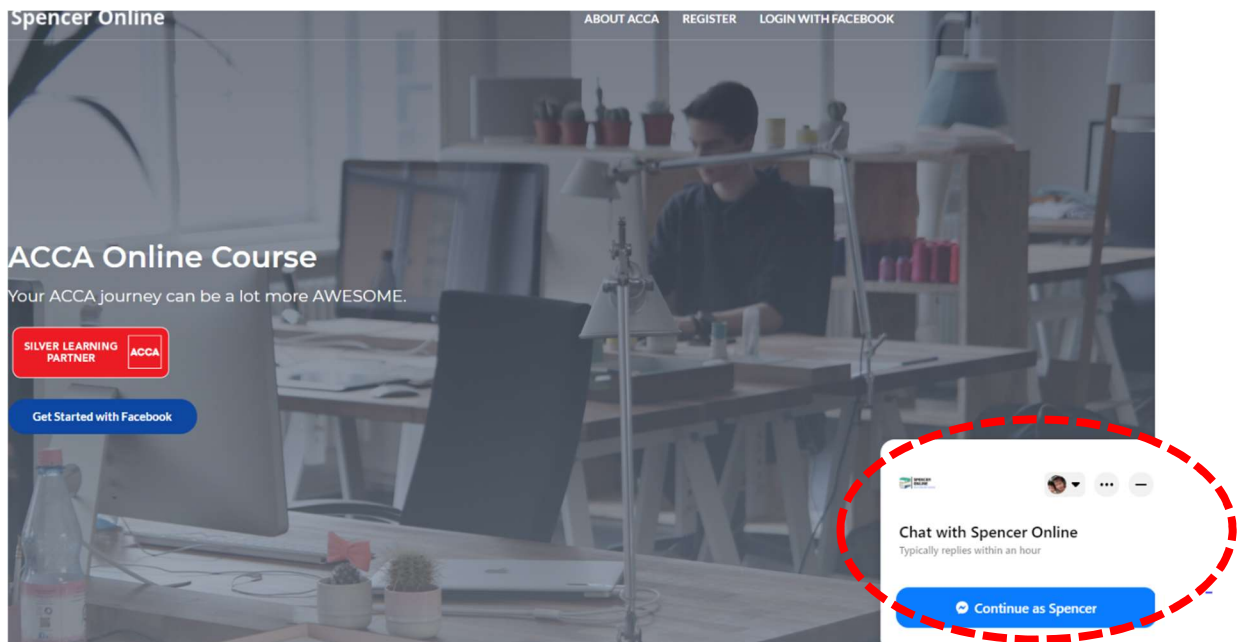 Spencer Online
ABOUT ACCA REGISTER LOGIN WITH FACEBOOK
ACCA Online Course
Your ACCA journey can be a lot more AWESOME.
SILVER LEARNING
PARTNER
ACCA
Get Started with Facebook
SPENCER
ONLINE
Chat with Spencer Online
Typically replies within an hour
Continue as Spencer